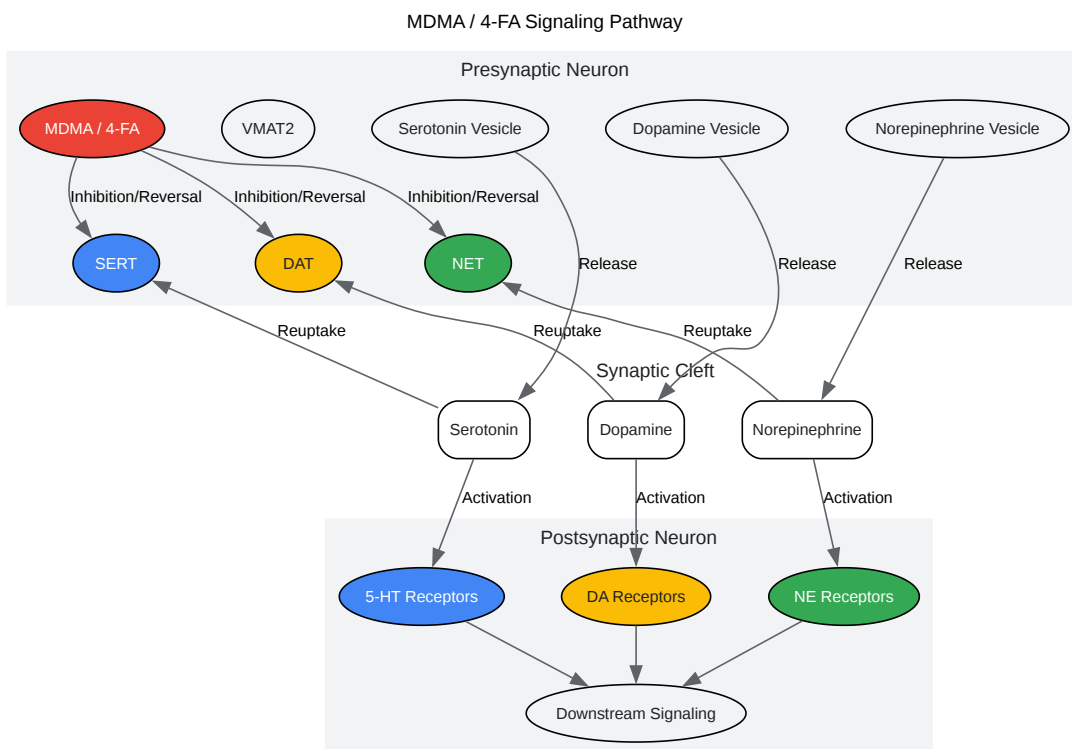 MDMA / 4-FA Signaling Pathway
Presynaptic Neuron
MDMA / 4-FA
VMAT2
Serotonin Vesicle
Dopamine Vesicle
Norepinephrine Vesicle
Inhibition/Reversal
Inhibition/Reversal
Inhibition/Reversal
SERT
DAT
NET
Release
Release
Release
Reuptake
Reuptake
Reuptake
Synaptic Cleft
Serotonin
Dopamine
Norepinephrine
Activation
Activation
Activation
Postsynaptic Neuron
5-HT Receptors
DA Receptors
NE Receptors
Downstream Signaling